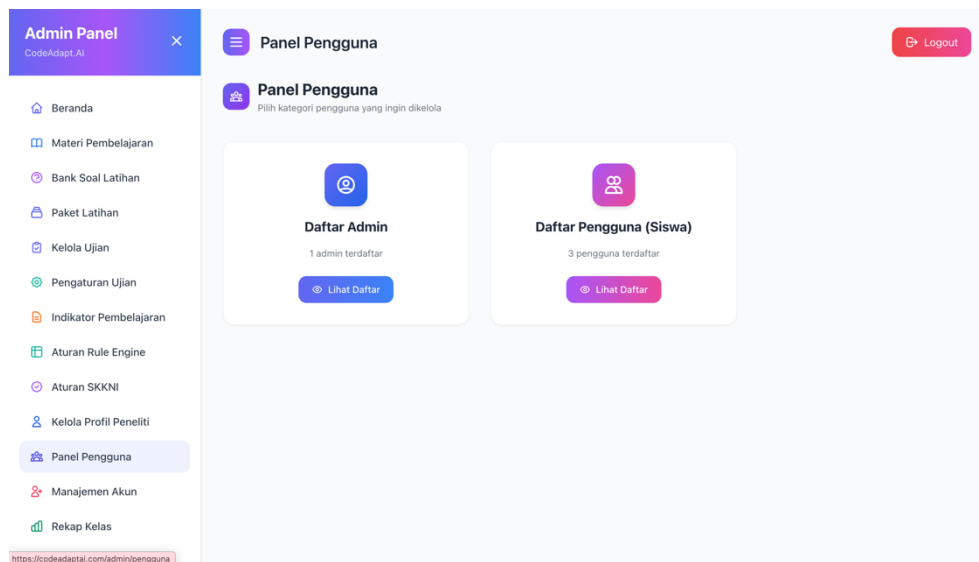 Admin Panel
CodeAdapt.AI
Beranda
Materi Pembelajaran
Bank Soal Latihan
Paket Latihan
Kelola Ujian
Pengaturan Ujian
Indikator Pembelajaran
Aturan Rule Engine
Aturan SKKNI
Kelola Profil Peneliti
Panel Pengguna
Manajemen Akun
Rekap Kelas
https://codeadaptai.com/admin/pengguna
Panel Pengguna
Logout
Panel Pengguna
Pilih kategori pengguna yang ingin dikelola
Daftar Admin
1 admin terdaftar
Lihat Daftar
Daftar Pengguna (Siswa)
3 pengguna terdaftar
Lihat Daftar